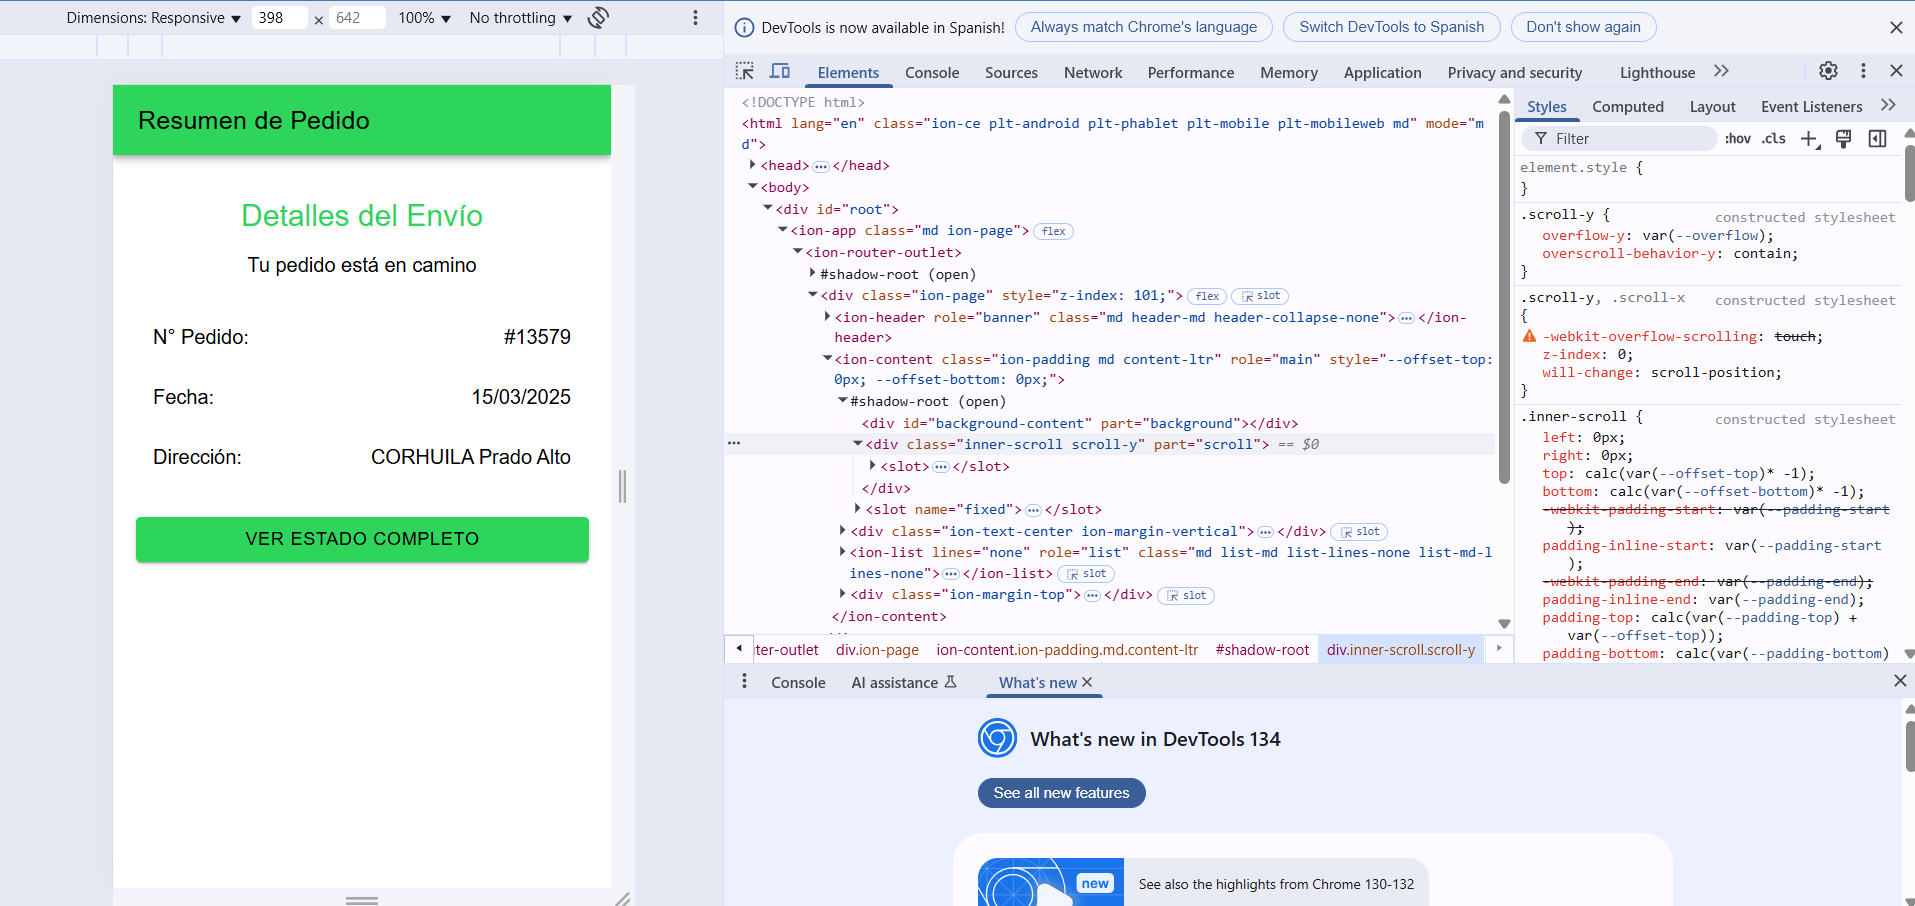 Dimensions: Responsive 398 × 642 100% No throttling
Resumen de Pedido
Detalles del Envío
Tu pedido está en camino
N° Pedido: #13579
Fecha: 15/03/2025
Dirección: CORHUILA Prado Alto
VER ESTADO COMPLETO
DevTools is now available in Spanish! Always match Chrome's language Switch DevTools to Spanish Don't show again
Elements Console Sources Network Performance Memory Application Privacy and security Lighthouse
<!DOCTYPE html>
<html lang="en" class="ion-ce plt-android plt-phablet plt-mobile plt-mobileweb md" mode="m
d">
<head> </head>
<body>
<div id="root">
<ion-app class="md ion-page"> flex
<ion-router-outlet>
#shadow-root (open)
<div class="ion-page" style="z-index: 101;"> flex slot
<ion-header role="banner" class="md header-md header-collapse-none"> </ion-
header>
<ion-content class="ion-padding md content-ltr" role="main" style="--offset-top:
0px; --offset-bottom: 0px;">
#shadow-root (open)
<div id="background-content" part="background"></div>
<div class="inner-scroll scroll-y" part="scroll"> == $0
<slot> </slot>
</div>
<slot name="fixed"> </slot>
<div class="ion-text-center ion-margin-vertical"> </div> slot
<ion-list lines="none" role="list" class="md list-md list-lines-none list-md-l
ines-none"> </ion-list> slot
<div class="ion-margin-top"> </div> slot
</ion-content>
ter-outlet div.ion-page ion-content.ion-padding.md.content-ltr #shadow-root div.inner-scroll.scroll-y
Styles Computed Layout Event Listeners
Filter :hov .cls
element.style {
}
.scroll-y { constructed stylesheet
overflow-y: var(--overflow);
overscroll-behavior-y: contain;
}
.scroll-y, .scroll-x constructed stylesheet
{
-webkit-overflow-scrolling: touch;
z-index: 0;
will-change: scroll-position;
}
.inner-scroll { constructed stylesheet
left: 0px;
right: 0px;
top: calc(var(--offset-top)* -1);
bottom: calc(var(--offset-bottom)* -1);
-webkit-padding-start: var(--padding-start
);
padding-inline-start: var(--padding-start
);
-webkit-padding-end: var(--padding-end);
padding-inline-end: var(--padding-end);
padding-top: calc(var(--padding-top) +
var(--offset-top));
padding-bottom: calc(var(--padding-bottom)
Console AI assistance What's new
What's new in DevTools 134
See all new features
new
See also the highlights from Chrome 130-132